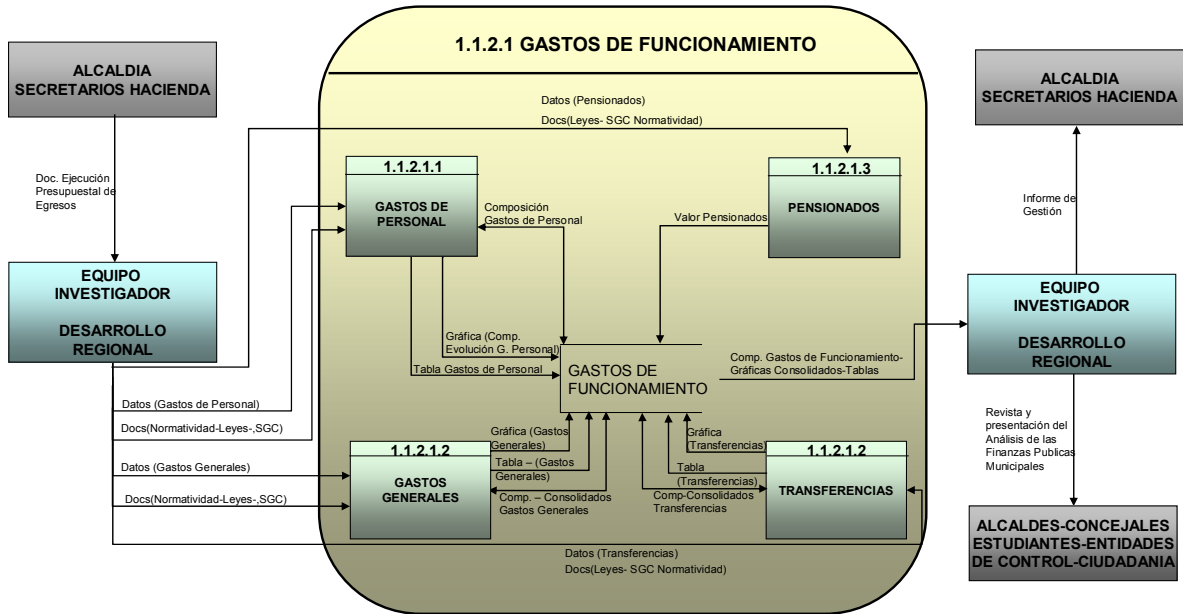 1.1.2.1 GASTOS DE FUNCIONAMIENTO
ALCALDIA
SECRETARIOS HACIENDA
Doc. Ejecución
Presupuestal de
Egresos
EQUIPO
INVESTIGADOR
DESARROLLO
REGIONAL
Datos (Gastos de Personal)
Docs(Normatividad-Leyes-,SGC)
Datos (Gastos Generales)
Docs(Normatividad-Leyes-,SGC)
Datos (Pensionados)
Docs(Leyes- SGC Normatividad)
1.1.2.1.1
GASTOS DE
PERSONAL
Composición
Gastos de Personal
1.1.2.1.3
PENSIONADOS
Valor Pensionados
Gráfica (Comp.
Evolución G. Personal)
Tabla Gastos de Personal
GASTOS DE
FUNCIONAMIENTO
Comp. Gastos de Funcionamiento-
Gráficas Consolidados-Tablas
1.1.2.1.2
GASTOS
GENERALES
Gráfica (Gastos
Generales)
Tabla – (Gastos
Generales)
Comp. – Consolidados
Gastos Generales
Gráfica
(Transferencias)
Tabla
(Transferencias)
Comp-Consolidados
Transferencias
1.1.2.1.2
TRANSFERENCIAS
Datos (Transferencias)
Docs(Leyes- SGC Normatividad)
ALCALDIA
SECRETARIOS HACIENDA
Informe de
Gestión
EQUIPO
INVESTIGADOR
DESARROLLO
REGIONAL
Revista y
presentación del
Análisis de las
Finanzas Publicas
Municipales
ALCALDES-CONCEJALES
ESTUDIANTES-ENTIDADES
DE CONTROL-CIUDADANIA